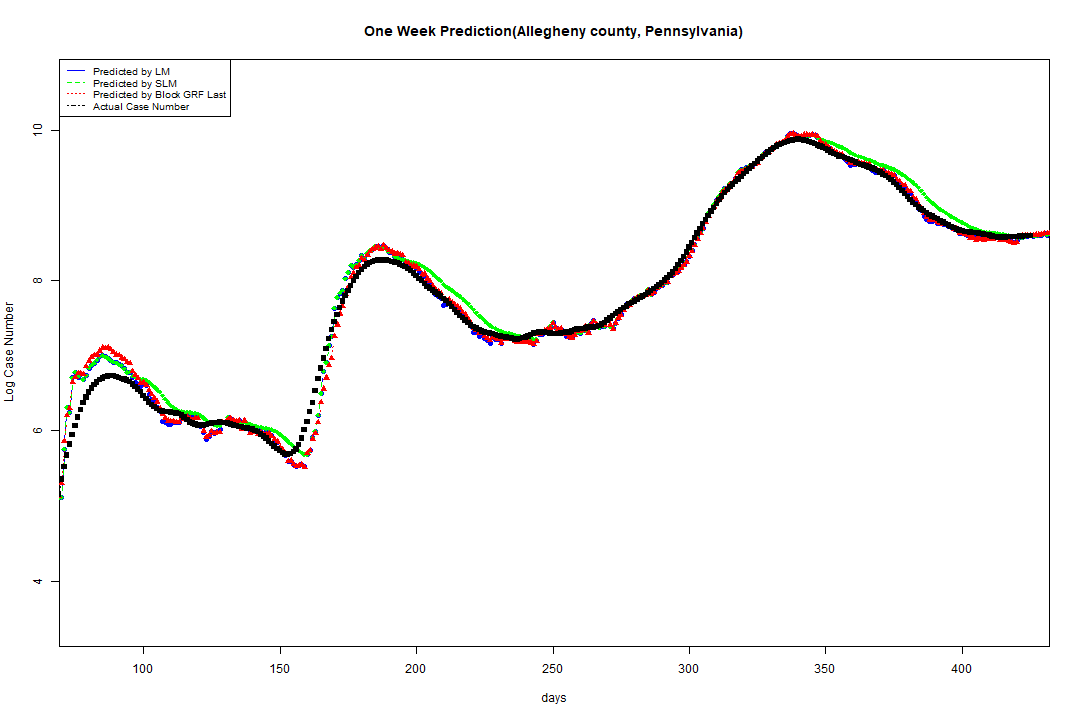 One Week Prediction(Allegheny county, Pennsylvania)
Predicted by LM
Predicted by SLM
Predicted by Block GRF Last
Actual Case Number
Log Case Number
10
8
6
4
100 150 200 250 300 350 400
days